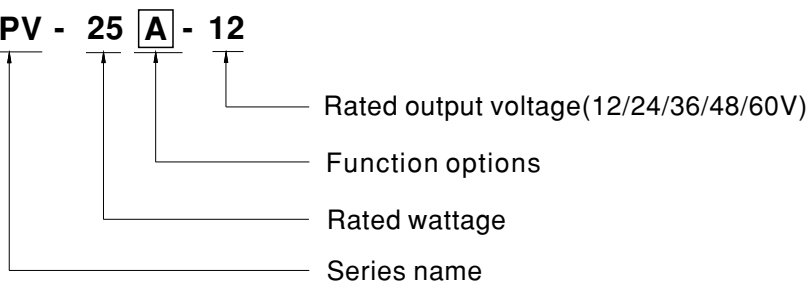 PV - 25 A - 12
Rated output voltage(12/24/36/48/60V)
Function options
Rated wattage
Series name